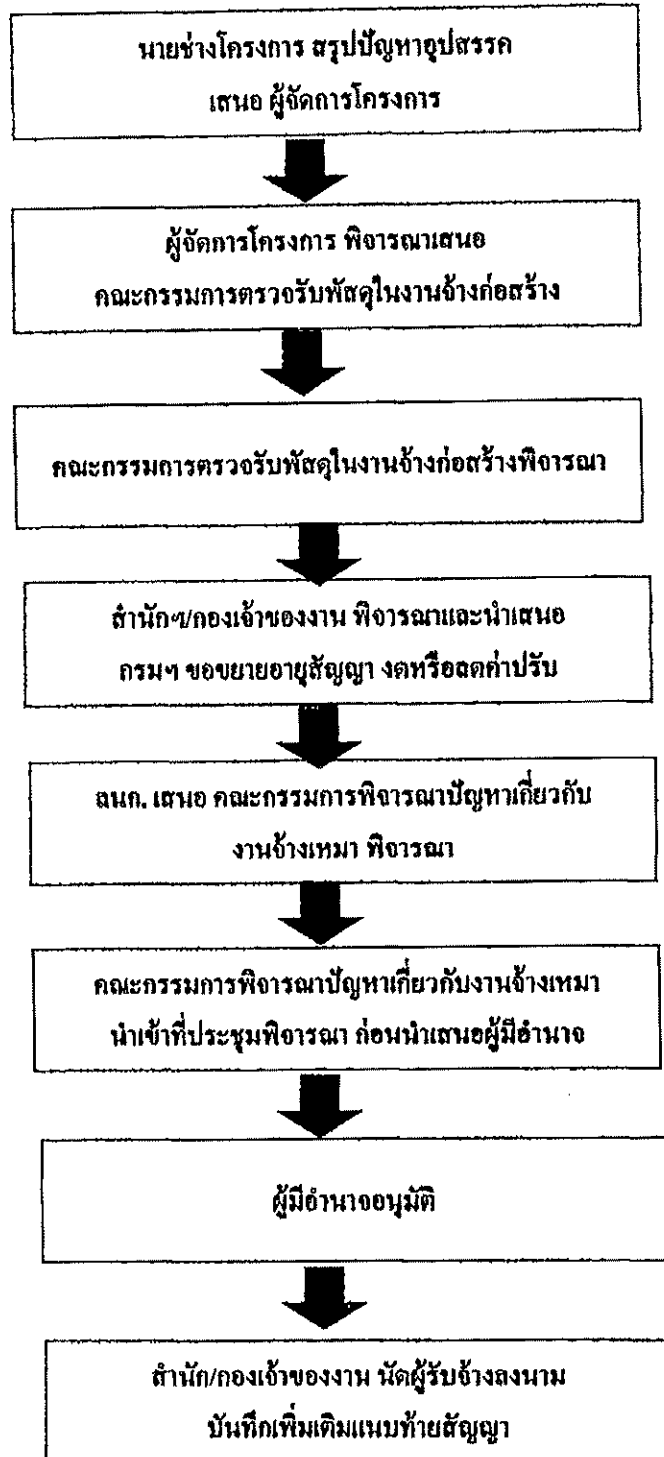 นายช่างโครงการ สรุปปัญหาอุปสรรค
เสนอ ผู้จัดการโครงการ
ผู้จัดการโครงการ พิจารณาเสนอ
คณะกรรมการตรวจรับพัสดุในงานจ้างก่อสร้าง
คณะกรรมการตรวจรับพัสดุในงานจ้างก่อสร้างพิจารณา
สำนักฯ/กองเจ้าของงาน พิจารณาและนำเสนอ
กรมฯ ขอขยายอายุสัญญา งดหรือลดค่าปรับ
ลนก. เสนอ คณะกรรมการพิจารณาปัญหาเกี่ยวกับ
งานจ้างเหมา พิจารณา
คณะกรรมการพิจารณาปัญหาเกี่ยวกับงานจ้างเหมา
นำเข้าที่ประชุมพิจารณา ก่อนนำเสนอผู้มีอำนาจ
ผู้มีอำนาจอนุมัติ
สำนัก/กองเจ้าของงาน นัดผู้รับจ้างลงนาม
บันทึกเพิ่มเติมแนบท้ายสัญญา